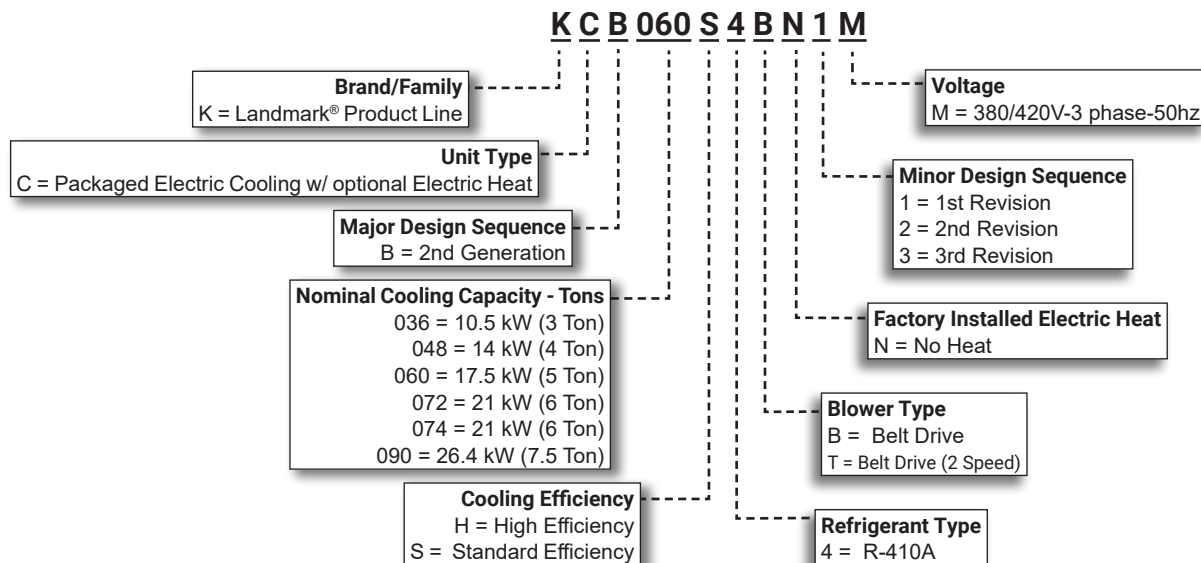 K C B 060 S 4 B N 1 M
Brand/Family
K = Landmark® Product Line
Unit Type
C = Packaged Electric Cooling w/ optional Electric Heat
Major Design Sequence
B = 2nd Generation
Nominal Cooling Capacity - Tons
036 = 10.5 kW (3 Ton)
048 = 14 kW (4 Ton)
060 = 17.5 kW (5 Ton)
072 = 21 kW (6 Ton)
074 = 21 kW (6 Ton)
090 = 26.4 kW (7.5 Ton)
Cooling Efficiency
H = High Efficiency
S = Standard Efficiency
Voltage
M = 380/420V-3 phase-50hz
Minor Design Sequence
1 = 1st Revision
2 = 2nd Revision
3 = 3rd Revision
Factory Installed Electric Heat
N = No Heat
Blower Type
B = Belt Drive
T = Belt Drive (2 Speed)
Refrigerant Type
4 = R-410A